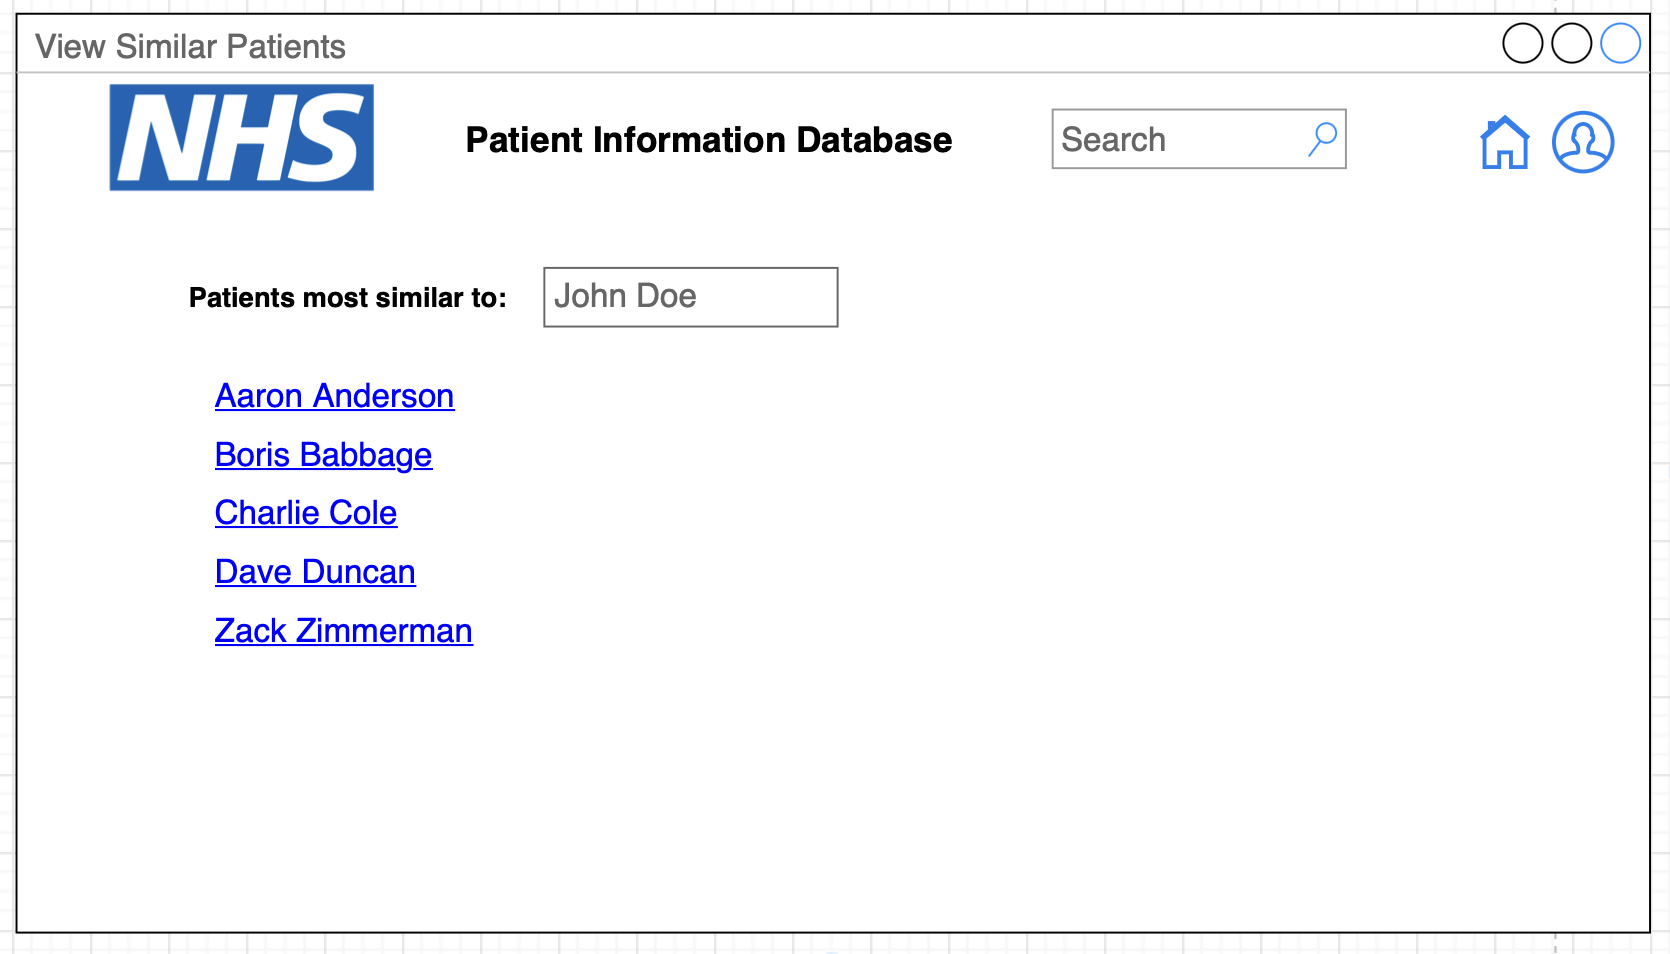 View Similar Patients
NHS
Patient Information Database
Search
Patients most similar to:
John Doe
Aaron Anderson
Boris Babbage
Charlie Cole
Dave Duncan
Zack Zimmerman